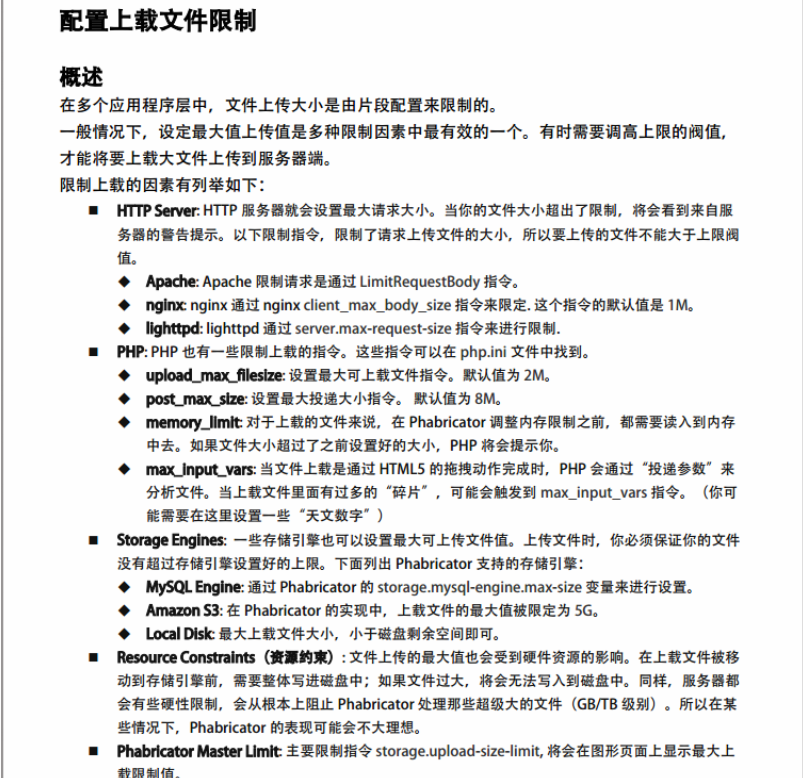 配置上载文件限制
概述
在多个应用程序层中，文件上传大小是由片段配置来限制的。
一般情况下，设定最大值上传值是多种限制因素中最有效的一个。有时需要调高上限的阀值，
才能将要上载大文件上传到服务器端。
限制上载的因素有列举如下：
■ HTTP Server: HTTP 服务器就会设置最大请求大小。当你的文件大小超出了限制，将会看到来自服
务器的警告提示。以下限制指令，限制了请求上传文件的大小，所以要上传的文件不能大于上限阀
值。
◆ Apache: Apache 限制请求是通过 LimitRequestBody 指令。
◆ nginx: nginx 通过 nginx client_max_body_size 指令来限定. 这个指令的默认值是 1M。
◆ lighttpd: lighttpd 通过 server.max-request-size 指令来进行限制.
■ PHP: PHP 也有一些限制上载的指令。这些指令可以在 php.ini 文件中找到。
◆ upload_max_filesize: 设置最大可上载文件指令。默认值为 2M。
◆ post_max_size: 设置最大投递大小指令。 默认值为 8M。
◆ memory_limit: 对于上载的文件来说，在 Phabricator 调整内存限制之前，都需要读入到内存
中去。如果文件大小超过了之前设置好的大小，PHP 将会提示你。
◆ max_input_vars: 当文件上载是通过 HTML5 的拖拽动作完成时，PHP 会通过“投递参数”来
分析文件。当上载文件里面有过多的“碎片”，可能会触发到 max_input_vars 指令。（你可
能需要在这里设置一些“天文数字”）
■ Storage Engines: 一些存储引擎也可以设置最大可上传文件值。上传文件时，你必须保证你的文件
没有超过存储引擎设置好的上限。下面列出 Phabricator 支持的存储引擎：
◆ MySQL Engine: 通过 Phabricator 的 storage.mysql-engine.max-size 变量来进行设置。
◆ Amazon S3: 在 Phabricator 的实现中，上载文件的最大值被限定为 5G。
◆ Local Disk: 最大上载文件大小，小于磁盘剩余空间即可。
■ Resource Constraints（资源约束）: 文件上传的最大值也会受到硬件资源的影响。在上载文件被移
动到存储引擎前，需要整体写进磁盘中；如果文件过大，将会无法写入到磁盘中。同样，服务器都
会有些硬性限制，会从根本上阻止 Phabricator 处理那些超级大的文件（GB/TB 级别）。所以在某
些情况下，Phabricator 的表现可能会不大理想。
■ Phabricator Master Limit: 主要限制指令 storage.upload-size-limit, 将会在图形页面上显示最大上
载限制值。